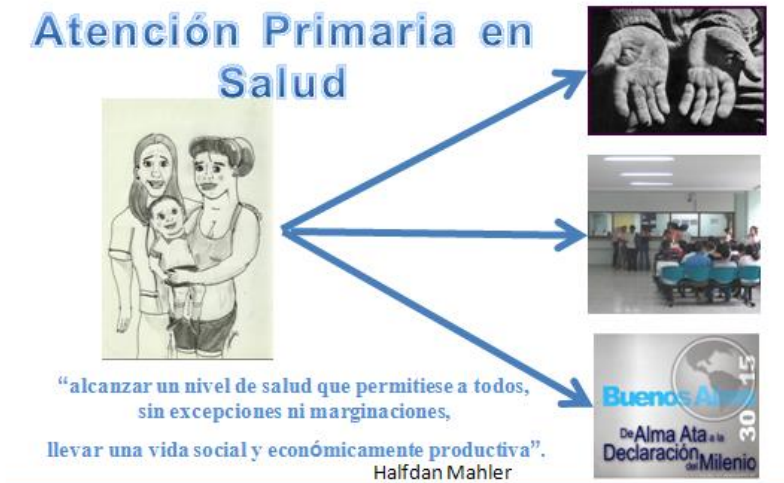 Atención Primaria en
Salud
“alcanzar un nivel de salud que permitiese a todos,
sin excepciones ni marginaciones,
llevar una vida social y económicamente productiva”.
Halfdan Mahler
Buenos Aires
30-15
De Alma Ata a la
Declaración del Milenio